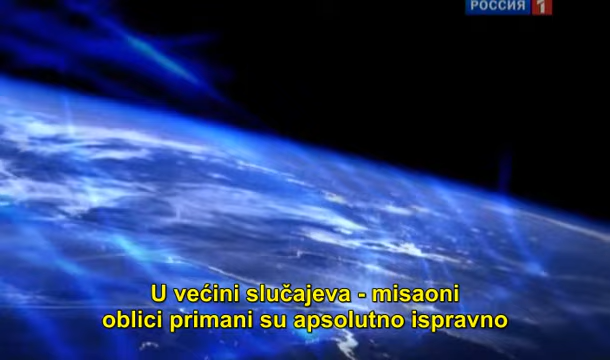 РОССИЯ 1
U većini slučajeva - misaoni
oblici primani su apsolutno ispravno